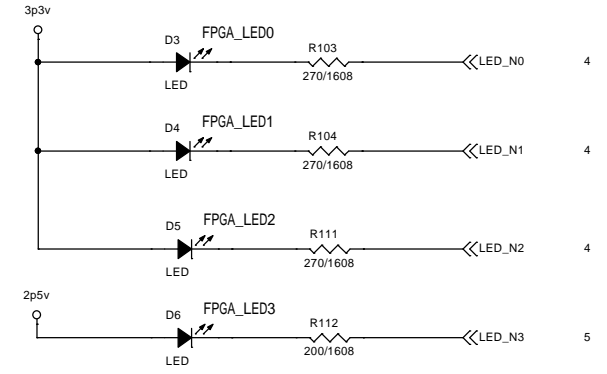 3p3v
D3 FPGA_LED0
R103
LED_N0 4
270/1608
LED
D4 FPGA_LED1
R104
LED_N1 4
270/1608
LED
D5 FPGA_LED2
R111
LED_N2 4
270/1608
LED
2p5v
D6 FPGA_LED3
R112
LED_N3 5
200/1608
LED